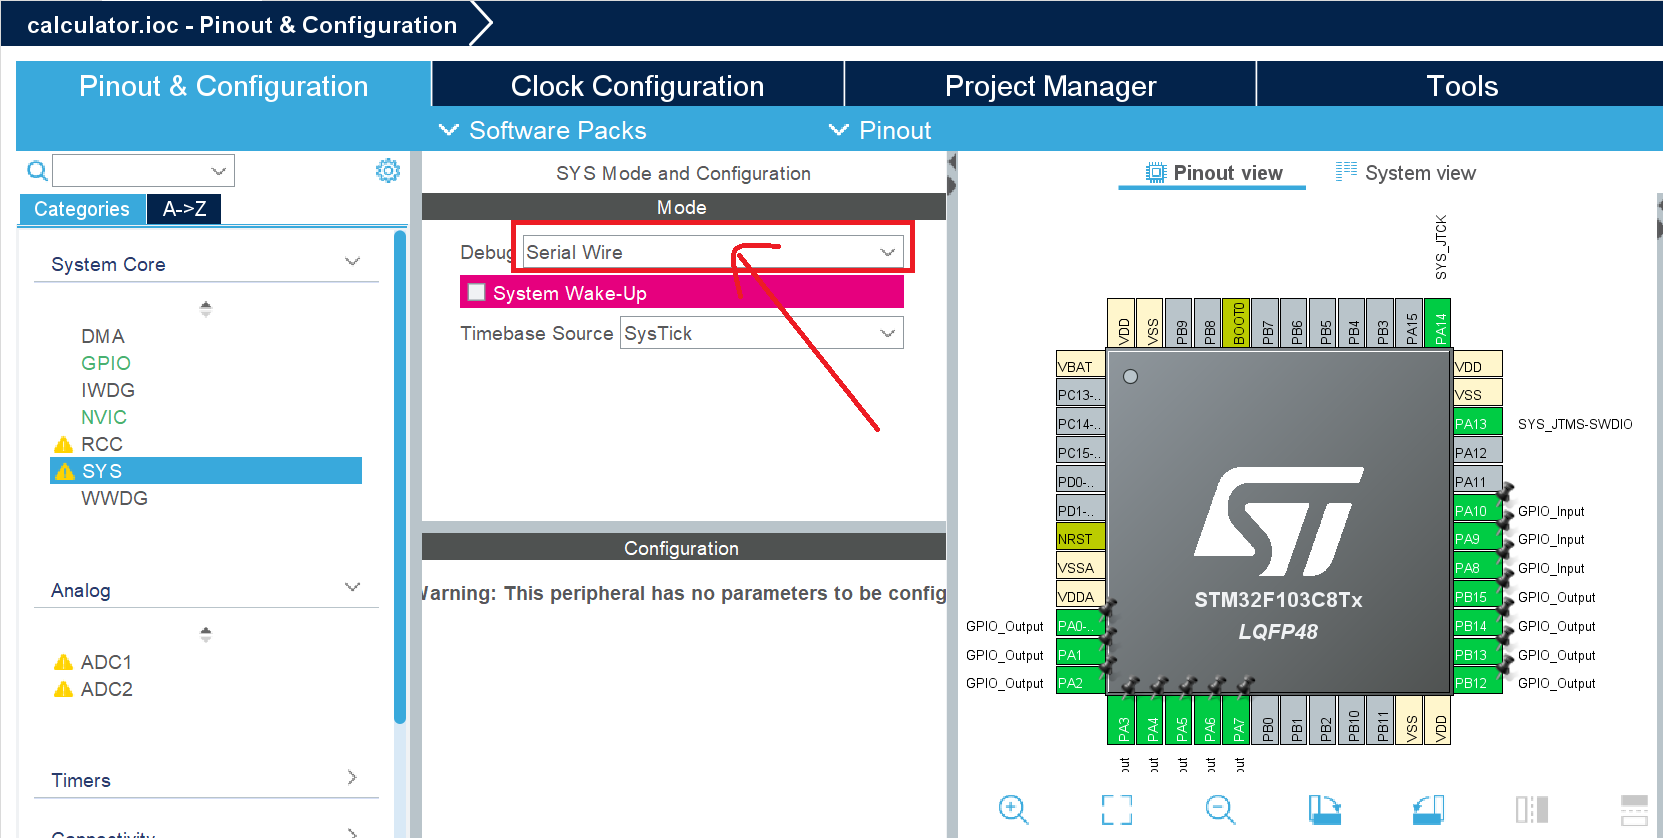 calculator.ioc - Pinout & Configuration
Pinout & Configuration
Clock Configuration
Project Manager
Tools
Software Packs
Pinout
Categories
A->Z
System Core
DMA
GPIO
IWDG
NVIC
RCC
SYS
WWDG
Analog
ADC1
ADC2
Timers
Connectivity
SYS Mode and Configuration
Mode
Debug Serial Wire
System Wake-Up
Timebase Source SysTick
Configuration
Warning: This peripheral has no parameters to be config
Pinout view
System view
SYS_JTCK
VDD
VSS
PB9
PB8
BOOT0
PB7
PB6
PB5
PB4
PB3
PA15
PA14
VBAT
PC13-..
PC14-..
PC15-..
PD0-..
PD1-..
NRST
VSSA
VDDA
GPIO_Output PA0-..
GPIO_Output PA1
GPIO_Output PA2
STM32F103C8Tx
LQFP48
VDD
VSS
PA13 SYS_JTMS-SWDIO
PA12
PA11
PA10 GPIO_Input
PA9 GPIO_Input
PA8 GPIO_Input
PB15 GPIO_Output
PB14 GPIO_Output
PB13 GPIO_Output
PB12 GPIO_Output
PA3
PA4
PA5
PA6
PA7
PB0
PB1
PB2
PB10
PB11
VSS
VDD
out
out
out
out
out